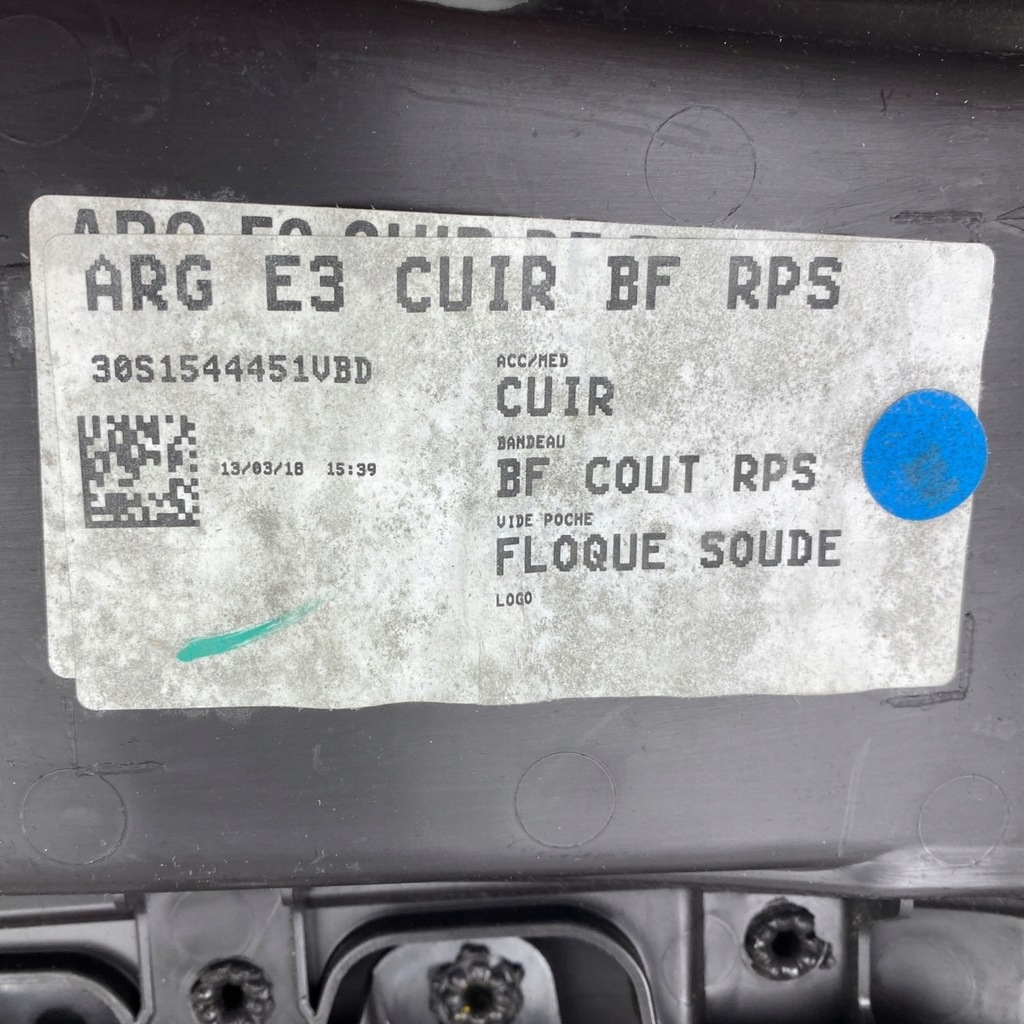 ARG E3 CUIR BF RPS
30S1544451VBD
13/03/18 15:39
ACC/MED
CUIR
BANDEAU
BF COUT RPS
VIDE POCHE
FLOQUE SOUDE
LOGO